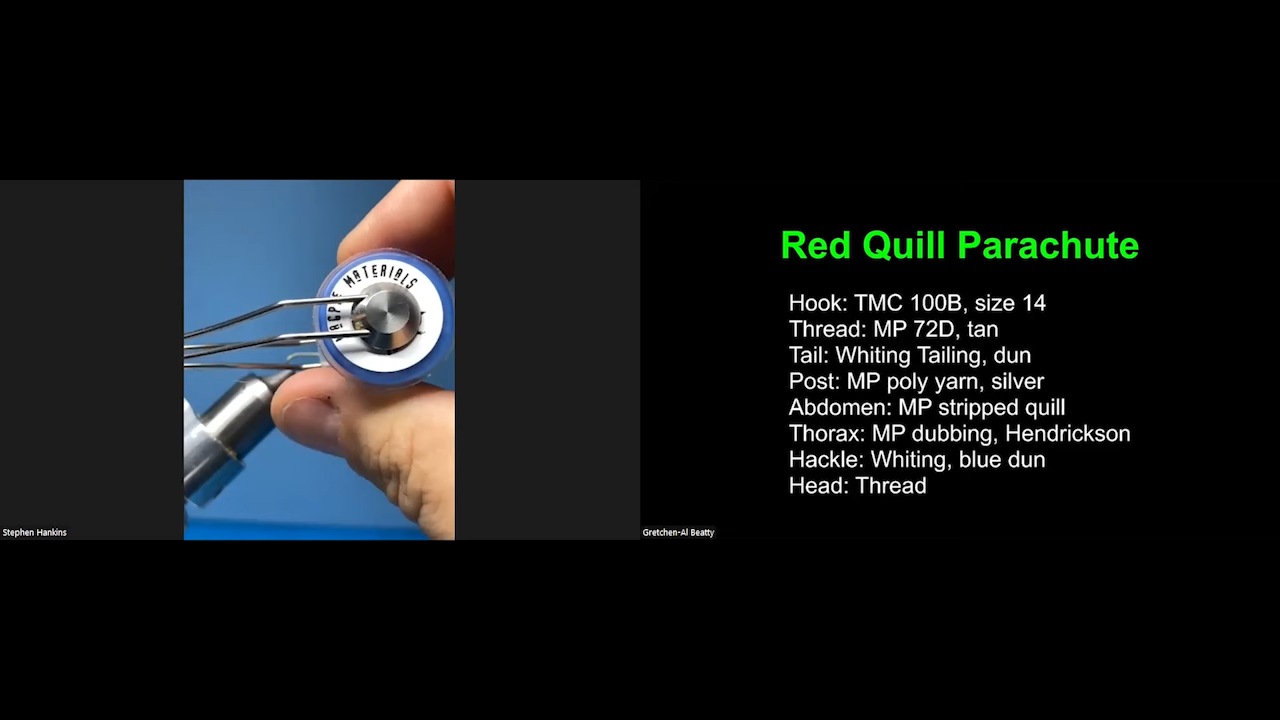 MATERIALS
Stephen Hankins
Red Quill Parachute
Hook: TMC 100B, size 14
Thread: MP 72D, tan
Tail: Whiting Tailing, dun
Post: MP poly yarn, silver
Abdomen: MP stripped quill
Thorax: MP dubbing, Hendrickson
Hackle: Whiting, blue dun
Head: Thread
Gretchen-Al Beatty